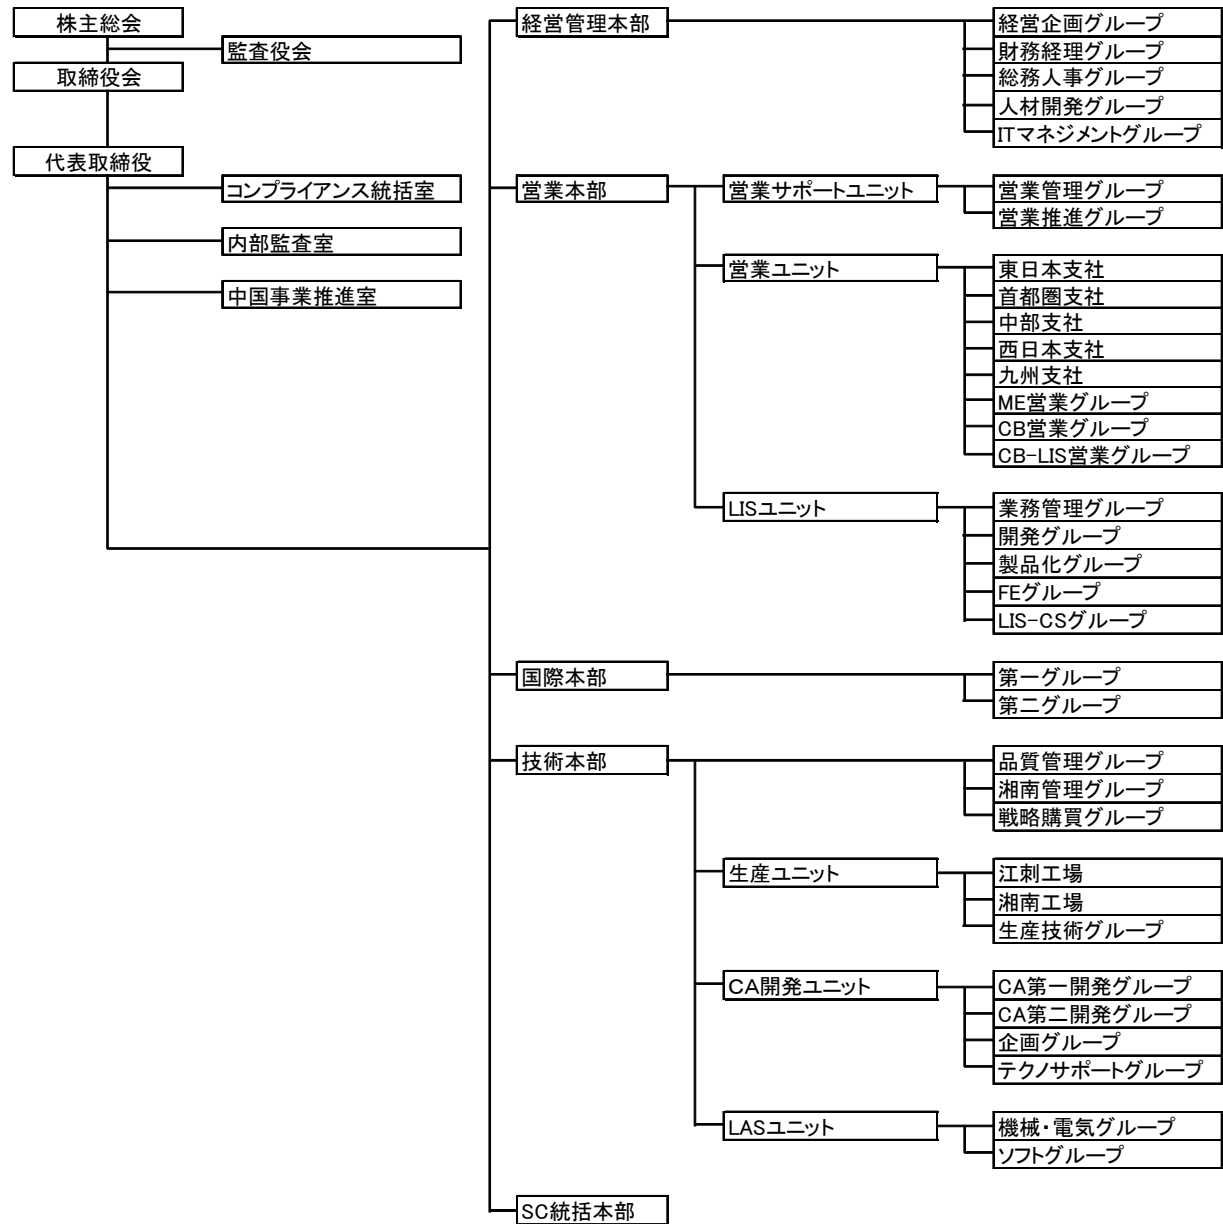 株主総会
監査役会
取締役会
代表取締役
コンプライアンス統括室
内部監査室
中国事業推進室
経営管理本部
経営企画グループ
財務経理グループ
総務人事グループ
人材開発グループ
ITマネジメントグループ
営業本部
営業サポートユニット
営業管理グループ
営業推進グループ
営業ユニット
東日本支社
首都圏支社
中部支社
西日本支社
九州支社
ME営業グループ
CB営業グループ
CB-LIS営業グループ
LISユニット
業務管理グループ
開発グループ
製品化グループ
FEグループ
LIS-CSグループ
国際本部
第一グループ
第二グループ
技術本部
品質管理グループ
湘南管理グループ
戦略購買グループ
生産ユニット
江刺工場
湘南工場
生産技術グループ
CA開発ユニット
CA第一開発グループ
CA第二開発グループ
企画グループ
テクノサポートグループ
LASユニット
機械・電気グループ
ソフトグループ
SC統括本部